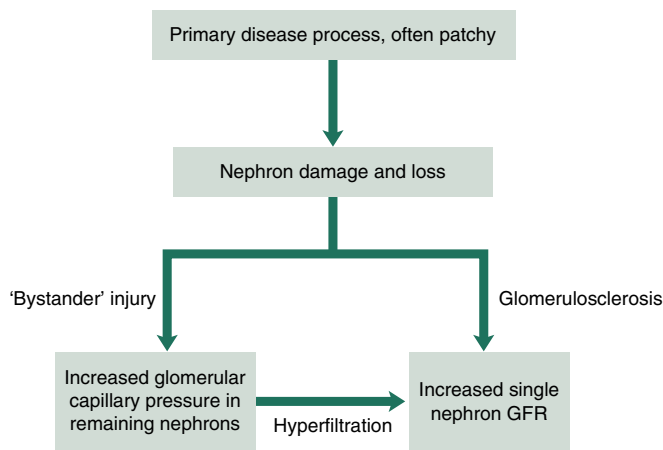 Primary disease process, often patchy
Nephron damage and loss
‘Bystander’ injury
Glomerulosclerosis
Increased glomerular
capillary pressure in
remaining nephrons
Hyperfiltration
Increased single
nephron GFR